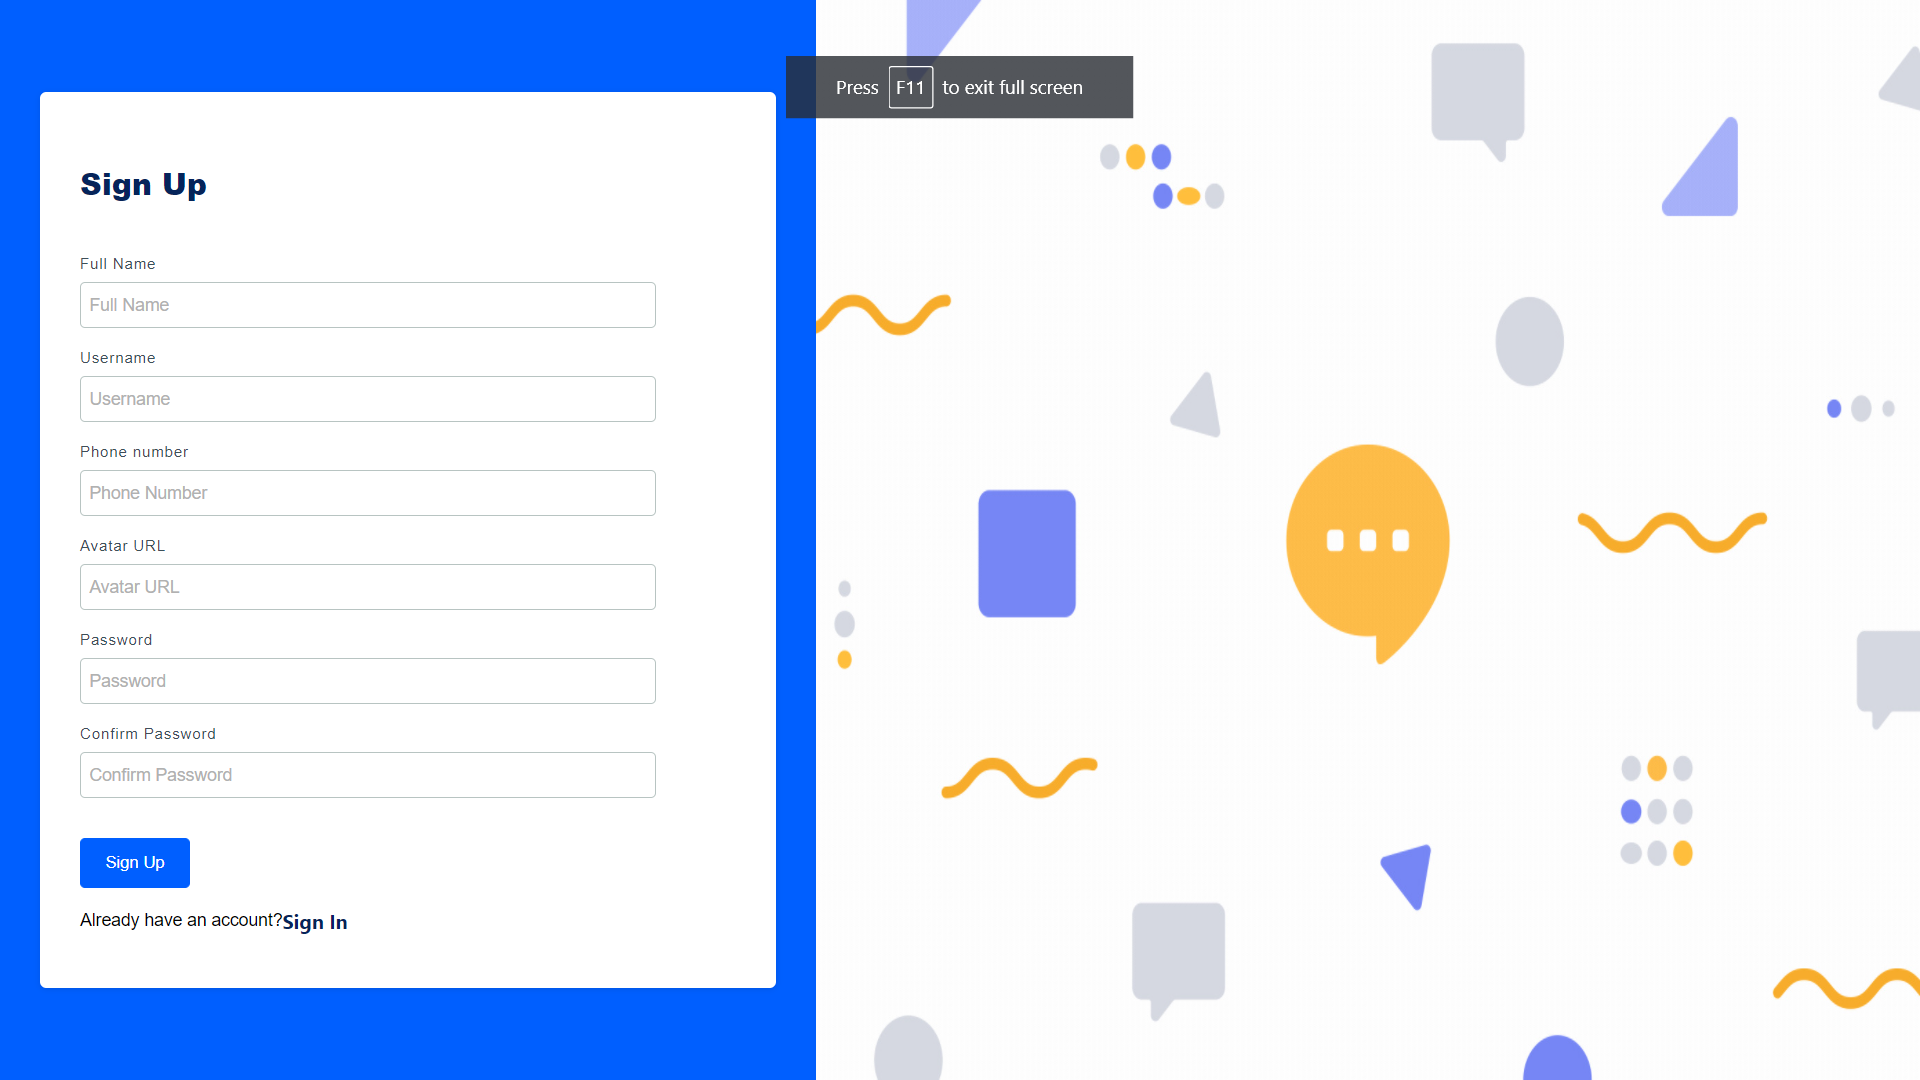 Press F11 to exit full screen
Sign Up
Full Name
Full Name
Username
Username
Phone number
Phone Number
Avatar URL
Avatar URL
Password
Password
Confirm Password
Confirm Password
Sign Up
Already have an account?Sign In